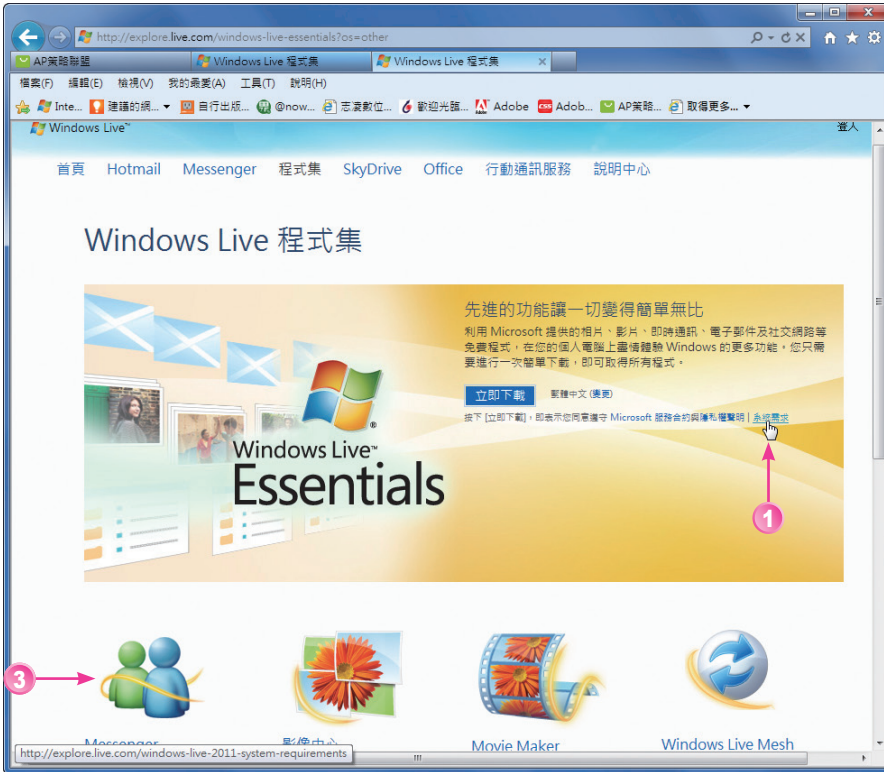 http://explore.live.com/windows-live-essentials?os=other
AP策略聯盟 Windows Live 程式集 Windows Live 程式集
檔案(F) 編輯(E) 檢視(V) 我的最愛(A) 工具(T) 說明(H)
Inte... 建議的網... 自行出版... @now... 志凌數位... 歡迎光臨... Adobe Adob... AP策略... 取得更多...
Windows Live™ 登入
首頁 Hotmail Messenger 程式集 SkyDrive Office 行動通訊服務 說明中心
Windows Live 程式集
先進的功能讓一切變得簡單無比
利用 Microsoft 提供的相片、影片、即時通訊、電子郵件及社交網路等
免費程式，在您的個人電腦上盡情體驗 Windows 的更多功能，您只需
要進行一次簡單下載，即可取得所有程式。
立即下載 繁體中文 (變更)
按下 [立即下載]，即表示您同意遵守 Microsoft 服務合約與隱私權聲明 | 系統需求
Windows Live™
Essentials
1
3
Messenger 影像中心 Movie Maker Windows Live Mesh
http://explore.live.com/windows-live-2011-system-requirements